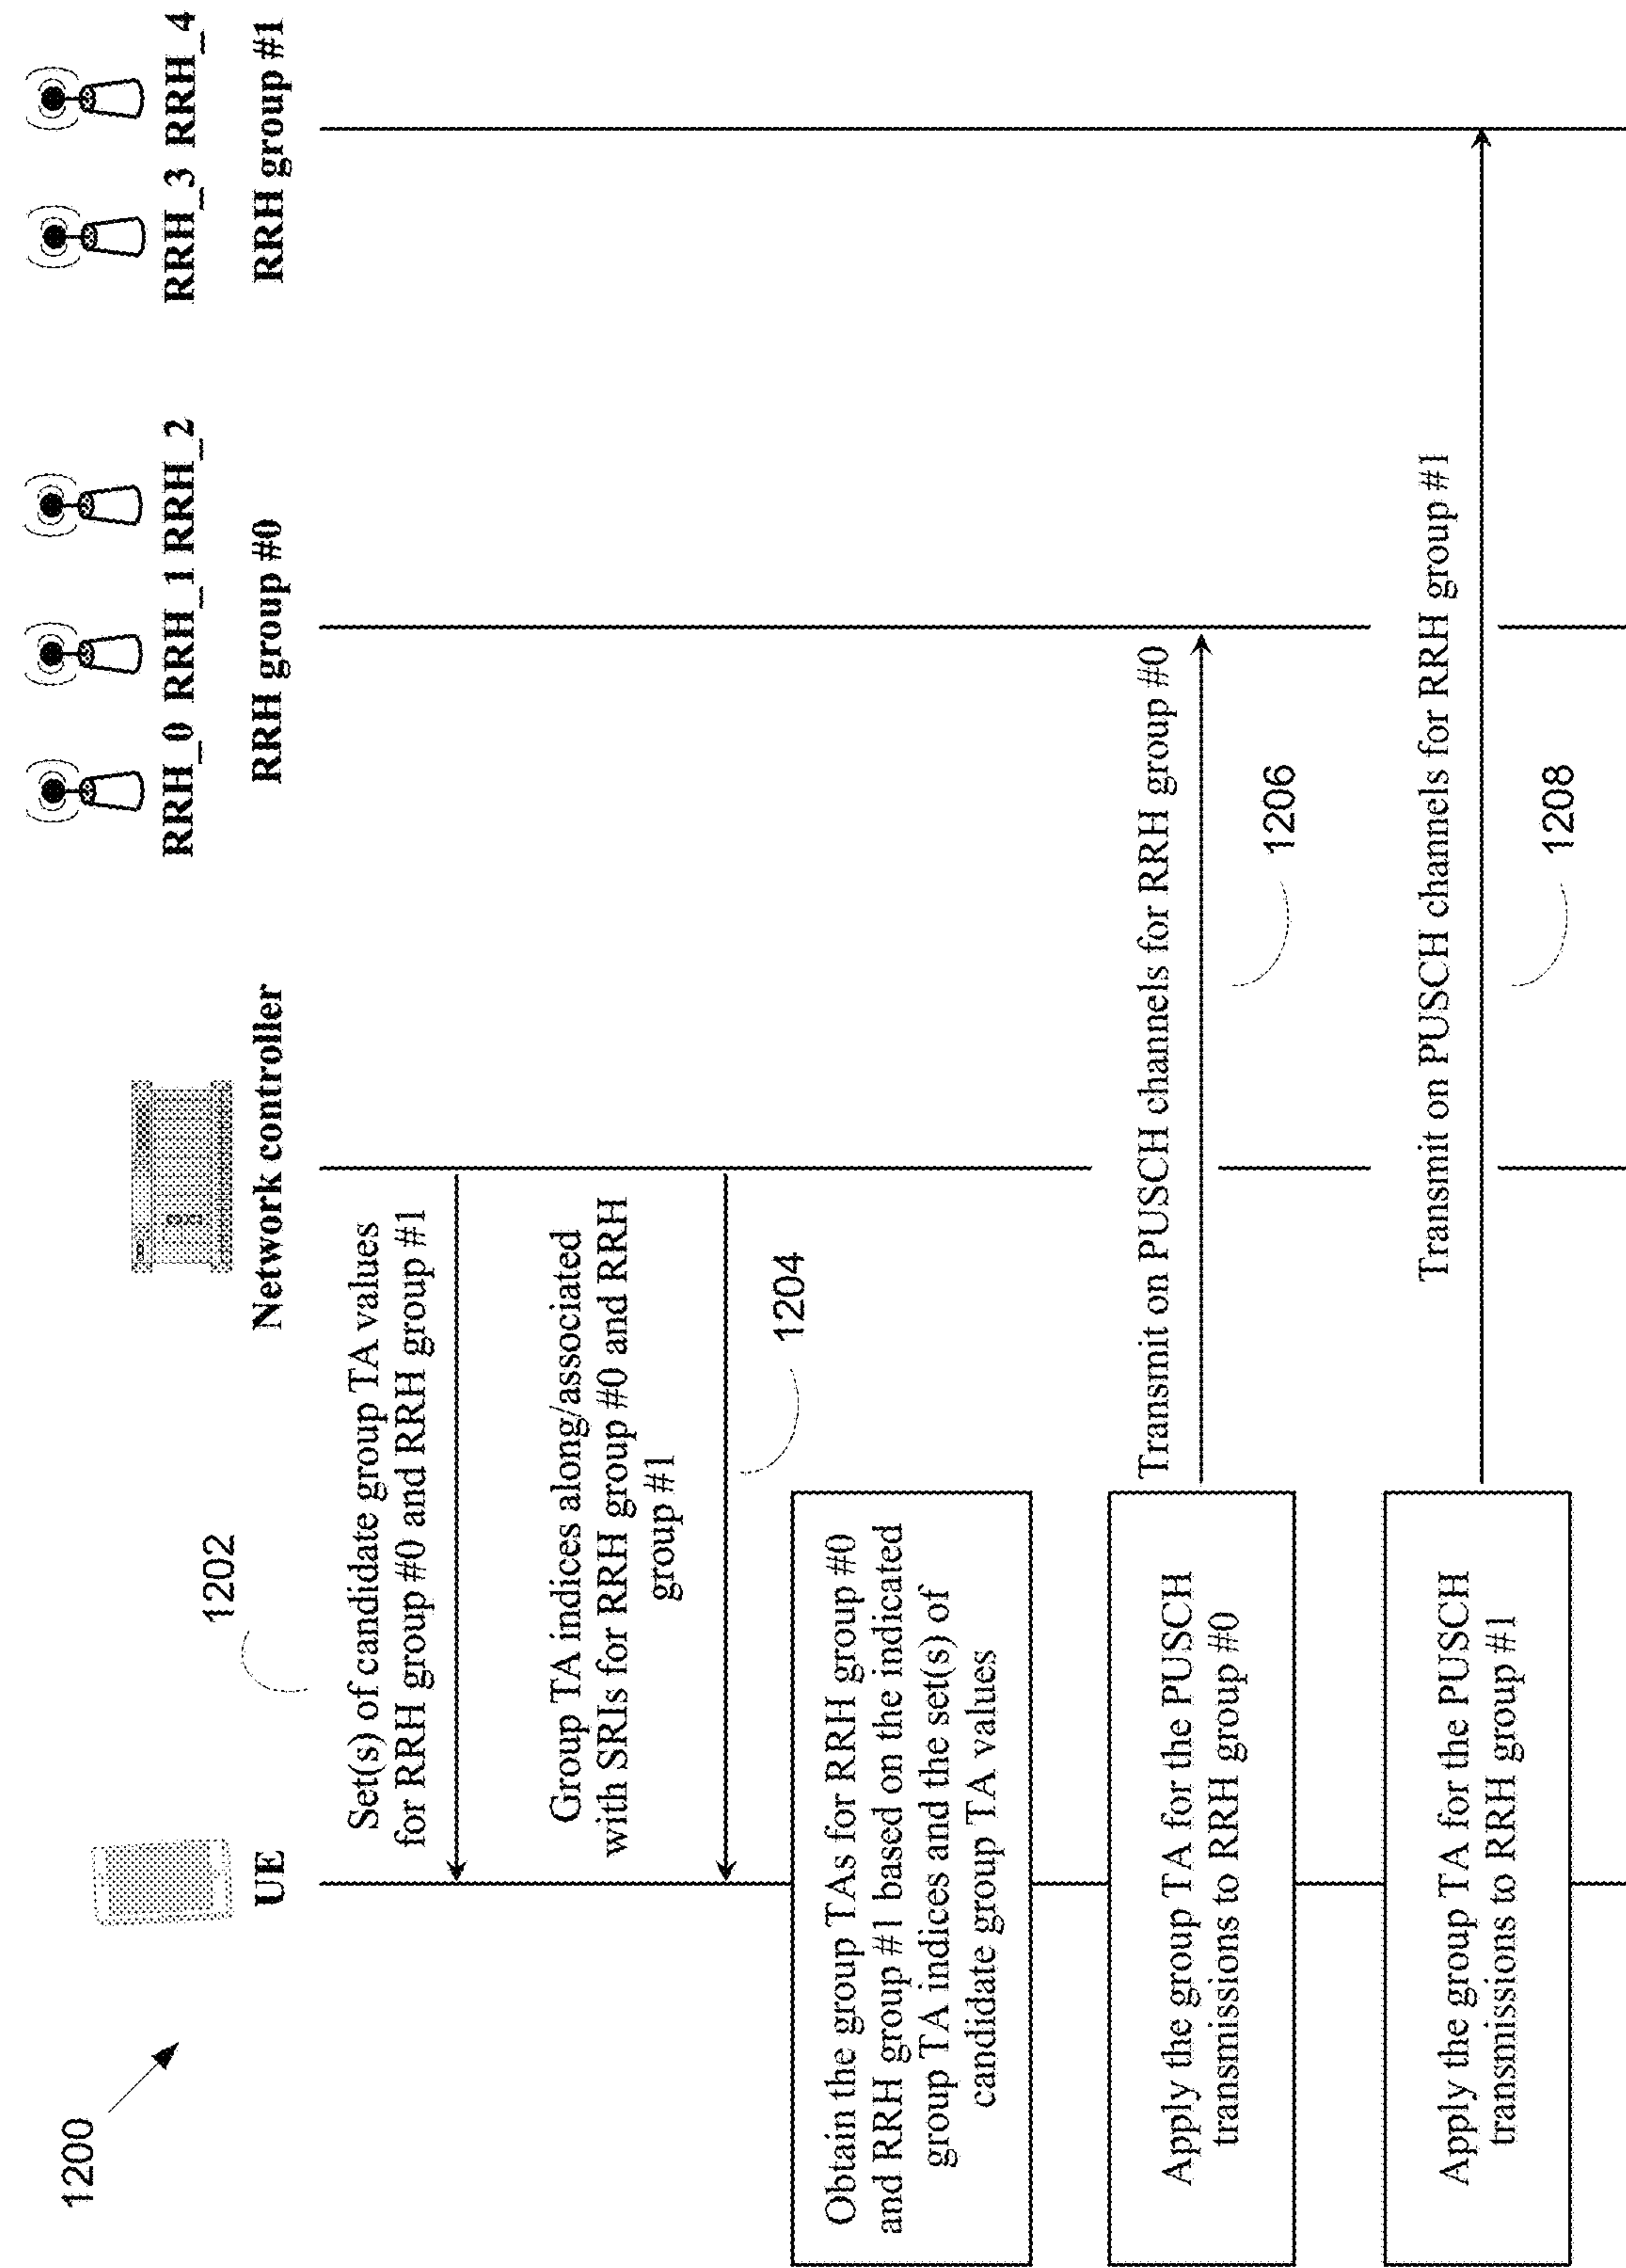 1200
UE
Network controller
RRH_0 RRH_1 RRH_2
RRH group #0
RRH_3 RRH_4
RRH group #1
1202
Set(s) of candidate group TA values
for RRH group #0 and RRH group #1
Group TA indices along/associated
with SRIs for RRH group #0 and RRH
group #1
1204
Obtain the group TAs for RRH group #0
and RRH group #1 based on the indicated
group TA indices and the set(s) of
candidate group TA values
Apply the group TA for the PUSCH
transmissions to RRH group #0
Transmit on PUSCH channels for RRH group #0
1206
Apply the group TA for the PUSCH
transmissions to RRH group #1
Transmit on PUSCH channels for RRH group #1
1208